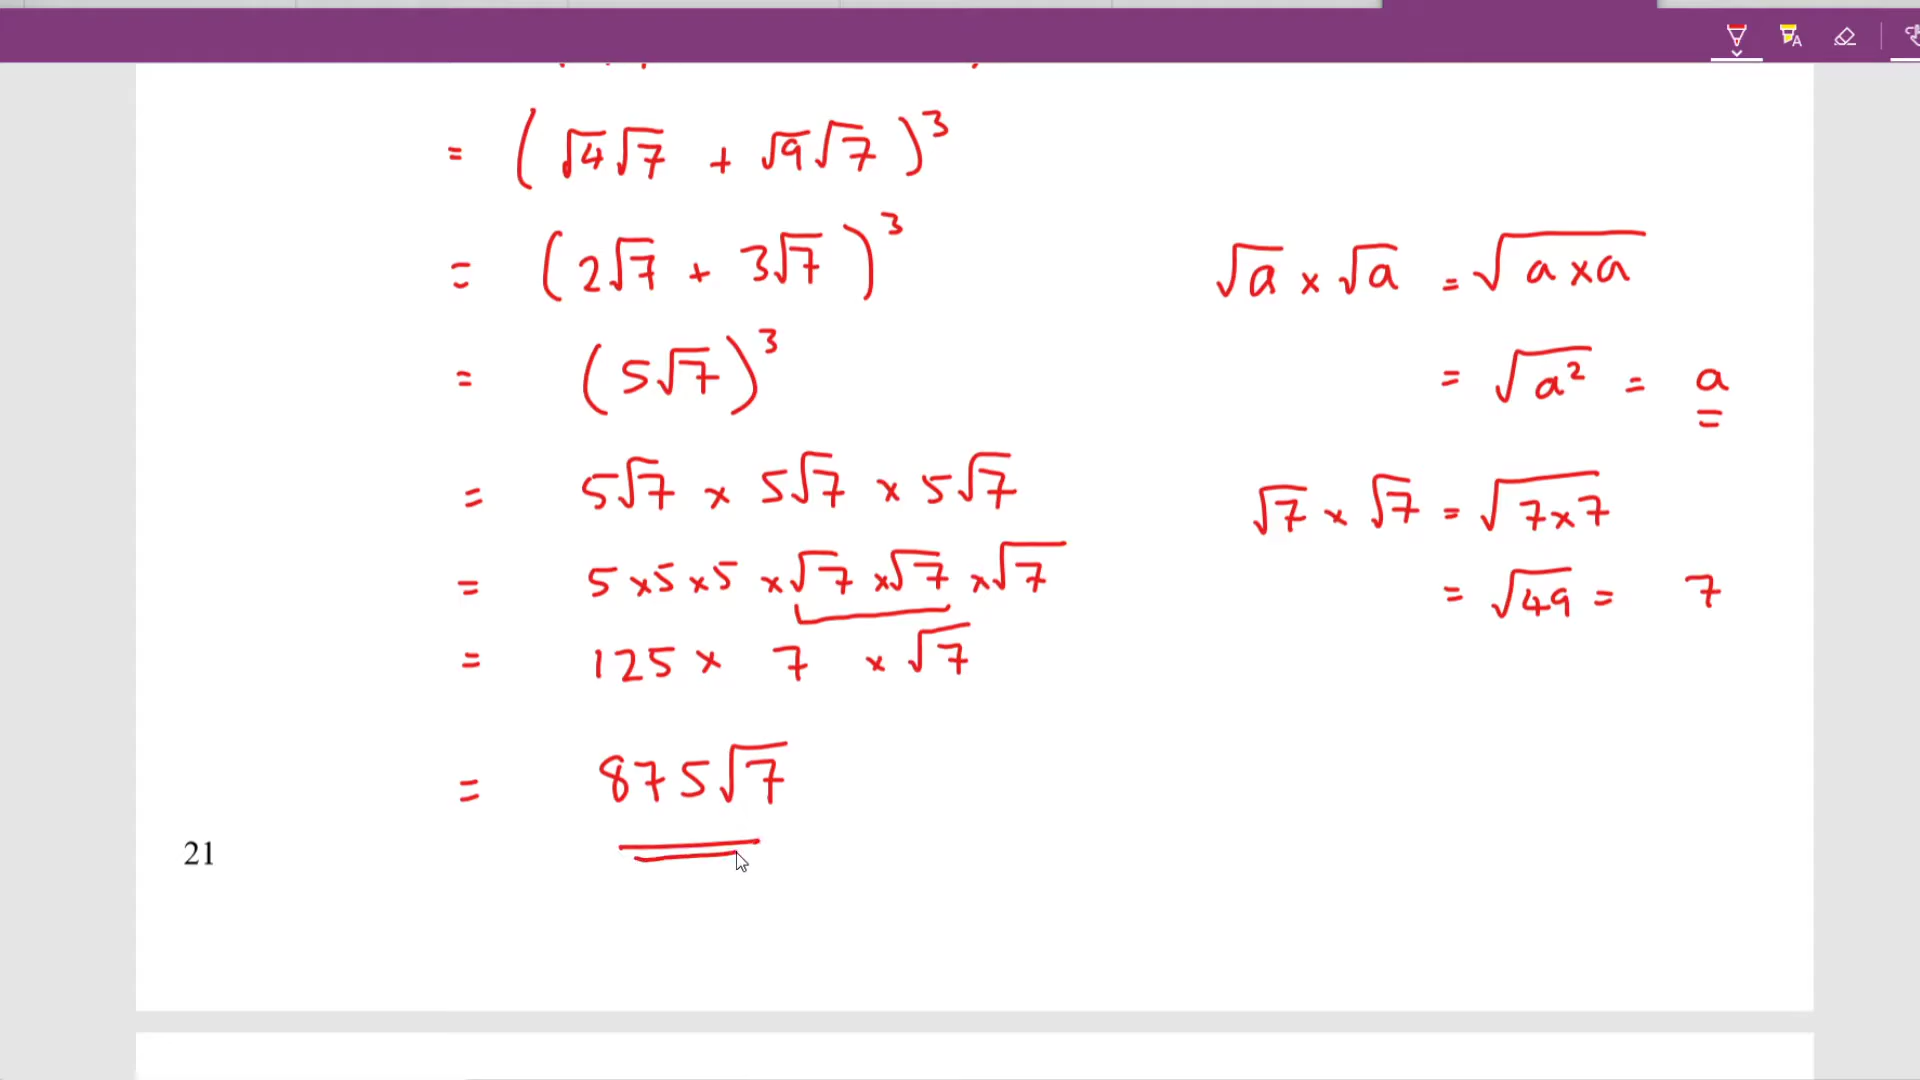 = (√4√7 + √9√7)³
= (2√7 + 3√7)³
= (5√7)³
= 5√7 × 5√7 × 5√7
= 5×5×5 ×√7 ×√7 ×√7
= 125 × 7 × √7
= 875√7
√a × √a = √a×a
= √a² = a
√7 × √7 = √7×7
= √49 = 7
21